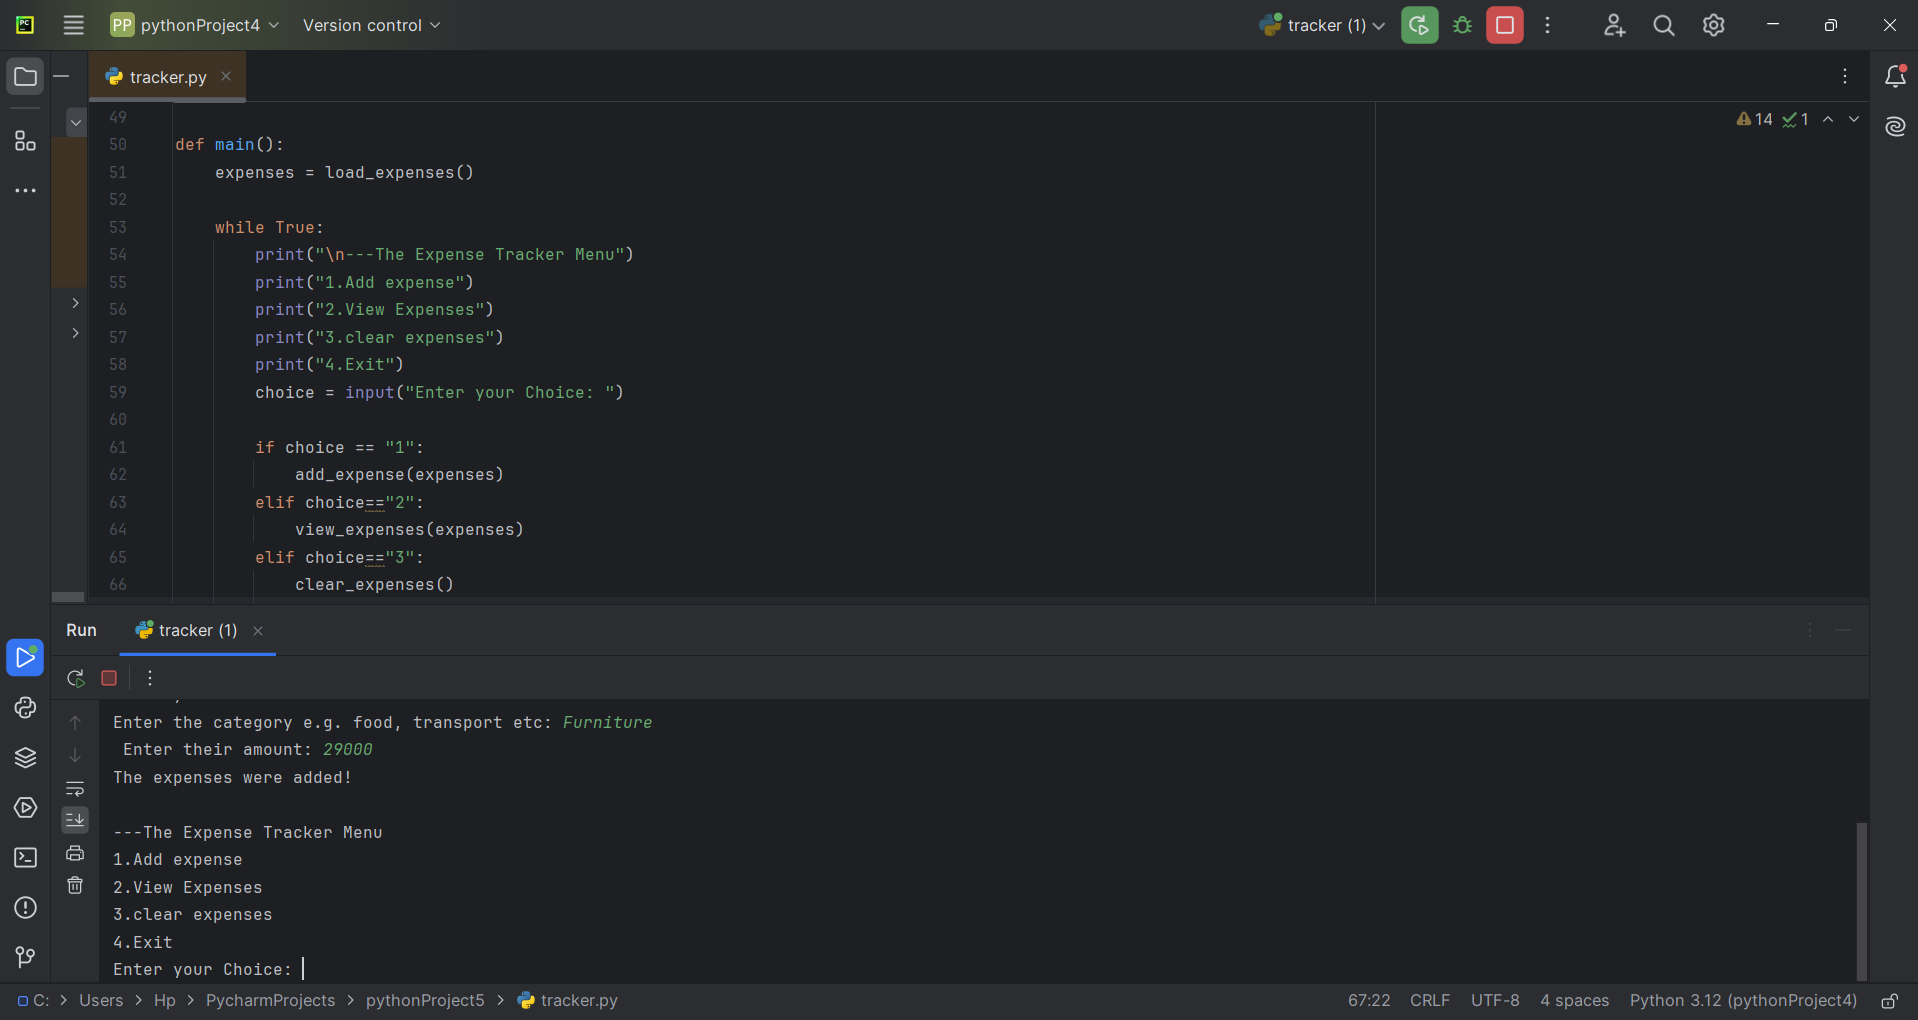 PC
PP pythonProject4
Version control
tracker (1)
tracker.py
14 1
49
50 def main():
51 expenses = load_expenses()
52
53 while True:
54 print("\n---The Expense Tracker Menu")
55 print("1.Add expense")
56 print("2.View Expenses")
57 print("3.clear expenses")
58 print("4.Exit")
59 choice = input("Enter your Choice: ")
60
61 if choice == "1":
62 add_expense(expenses)
63 elif choice=="2":
64 view_expenses(expenses)
65 elif choice=="3":
66 clear_expenses()
Run tracker (1)
Enter the category e.g. food, transport etc: Furniture
Enter their amount: 29000
The expenses were added!
---The Expense Tracker Menu
1.Add expense
2.View Expenses
3.clear expenses
4.Exit
Enter your Choice:
C: > Users > Hp > PycharmProjects > pythonProject5 > tracker.py
67:22 CRLF UTF-8 4 spaces Python 3.12 (pythonProject4)